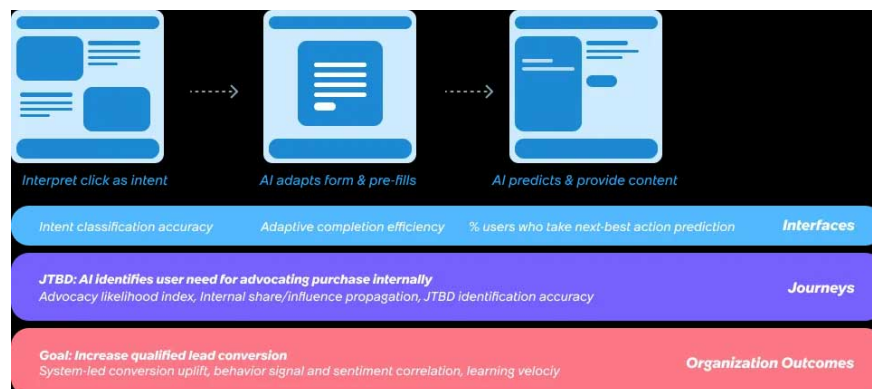 Interpret click as intent
AI adapts form & pre-fills
AI predicts & provide content
Intent classification accuracy
Adaptive completion efficiency
% users who take next-best action prediction
Interfaces
JTBD: AI identifies user need for advocating purchase internally
Advocacy likelihood index, Internal share/influence propagation, JTBD identification accuracy
Journeys
Goal: Increase qualified lead conversion
System-led conversion uplift, behavior signal and sentiment correlation, learning velociy
Organization Outcomes